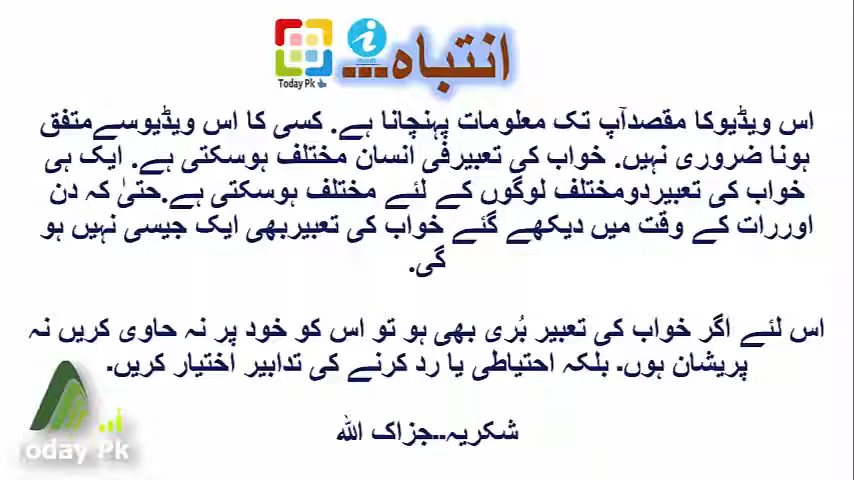 انتباہ...
Today Pk
اس ویڈیوکا مقصدآپ تک معلومات پہنچانا ہے. کسی کا اس ویڈیوسےمتفق
ہونا ضروری نہیں. خواب کی تعبیرفی انسان مختلف ہوسکتی ہے. ایک ہی
خواب کی تعبیردومختلف لوگوں کے لئے مختلف ہوسکتی ہے.حتیٰ کہ دن
اوررات کے وقت میں دیکھے گئے خواب کی تعبیربھی ایک جیسی نہیں ہو
گی.
اس لئے اگر خواب کی تعبیر بُری بھی ہو تو اس کو خود پر نہ حاوی کریں نہ
پریشان ہوں۔ بلکہ احتیاطی یا رد کرنے کی تدابیر اختیار کریں.
شکریہ..جزاک اللہ
Today Pk